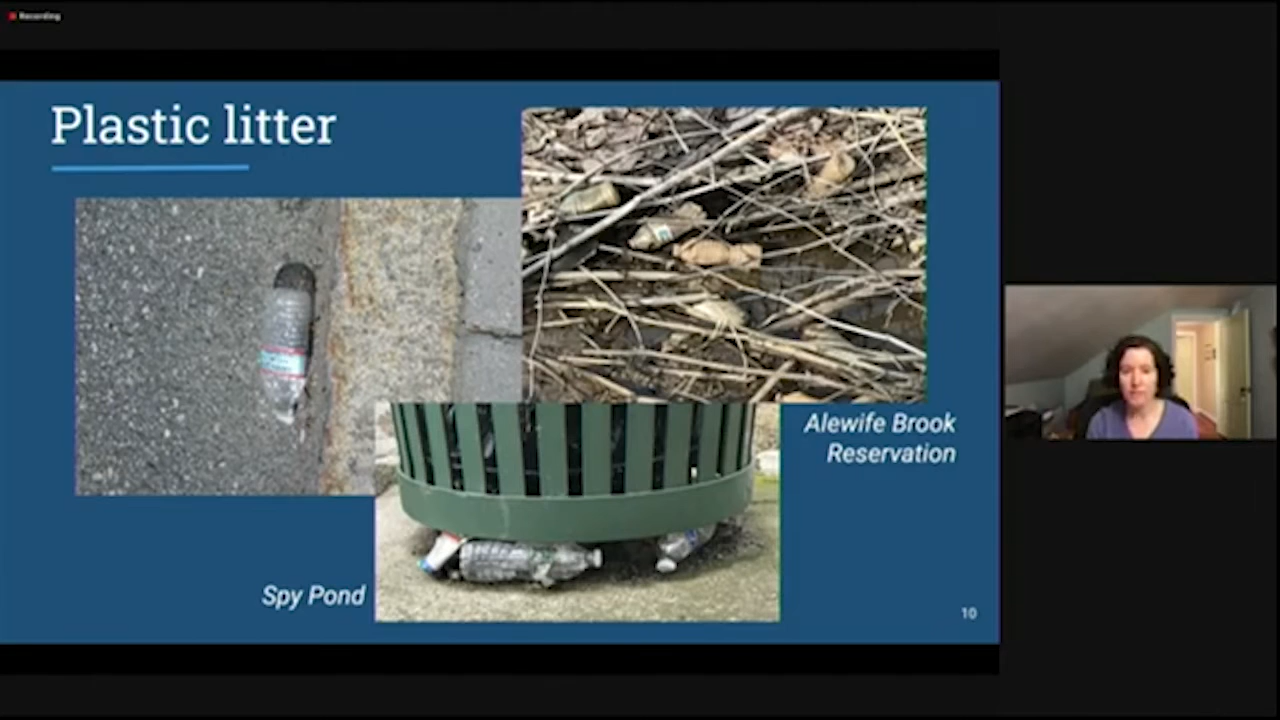 Recording
Plastic litter
Alewife Brook
Reservation
Spy Pond
10